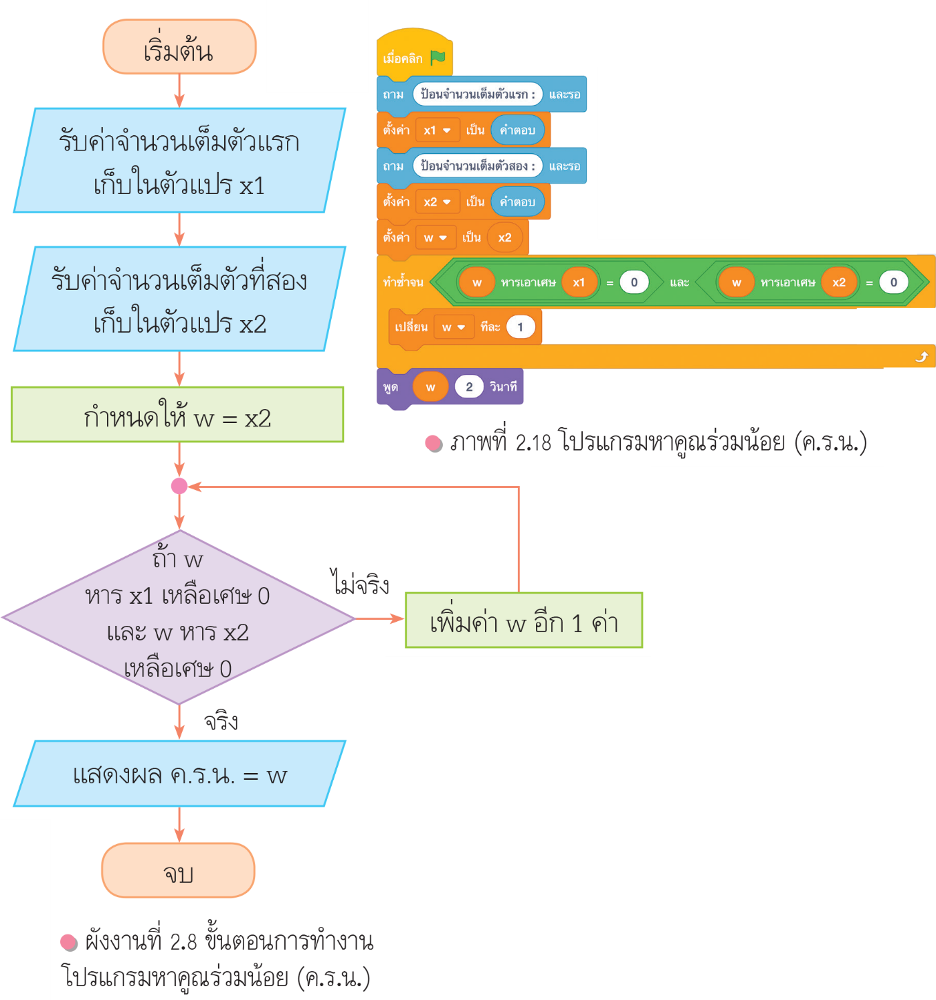 เริ่มต้น
รับค่าจำนวนเต็มตัวแรก
เก็บในตัวแปร x1
รับค่าจำนวนเต็มตัวที่สอง
เก็บในตัวแปร x2
กำหนดให้ w = x2
ถ้า w
หาร x1 เหลือเศษ 0
และ w หาร x2
เหลือเศษ 0
ไม่จริง
เพิ่มค่า w อีก 1 ค่า
จริง
แสดงผล ค.ร.น. = w
จบ
ผังงานที่ 2.8 ขั้นตอนการทำงาน
โปรแกรมหาคูณร่วมน้อย (ค.ร.น.)
เมื่อคลิก
ถาม ป้อนจำนวนเต็มตัวแรก : และรอ
ตั้งค่า x1 เป็น คำตอบ
ถาม ป้อนจำนวนเต็มตัวสอง : และรอ
ตั้งค่า x2 เป็น คำตอบ
ตั้งค่า w เป็น x2
ทำซ้ำจน w หารเอาเศษ x1 = 0 และ w หารเอาเศษ x2 = 0
เปลี่ยน w ทีละ 1
พูด w 2 วินาที
ภาพที่ 2.18 โปรแกรมหาคูณร่วมน้อย (ค.ร.น.)